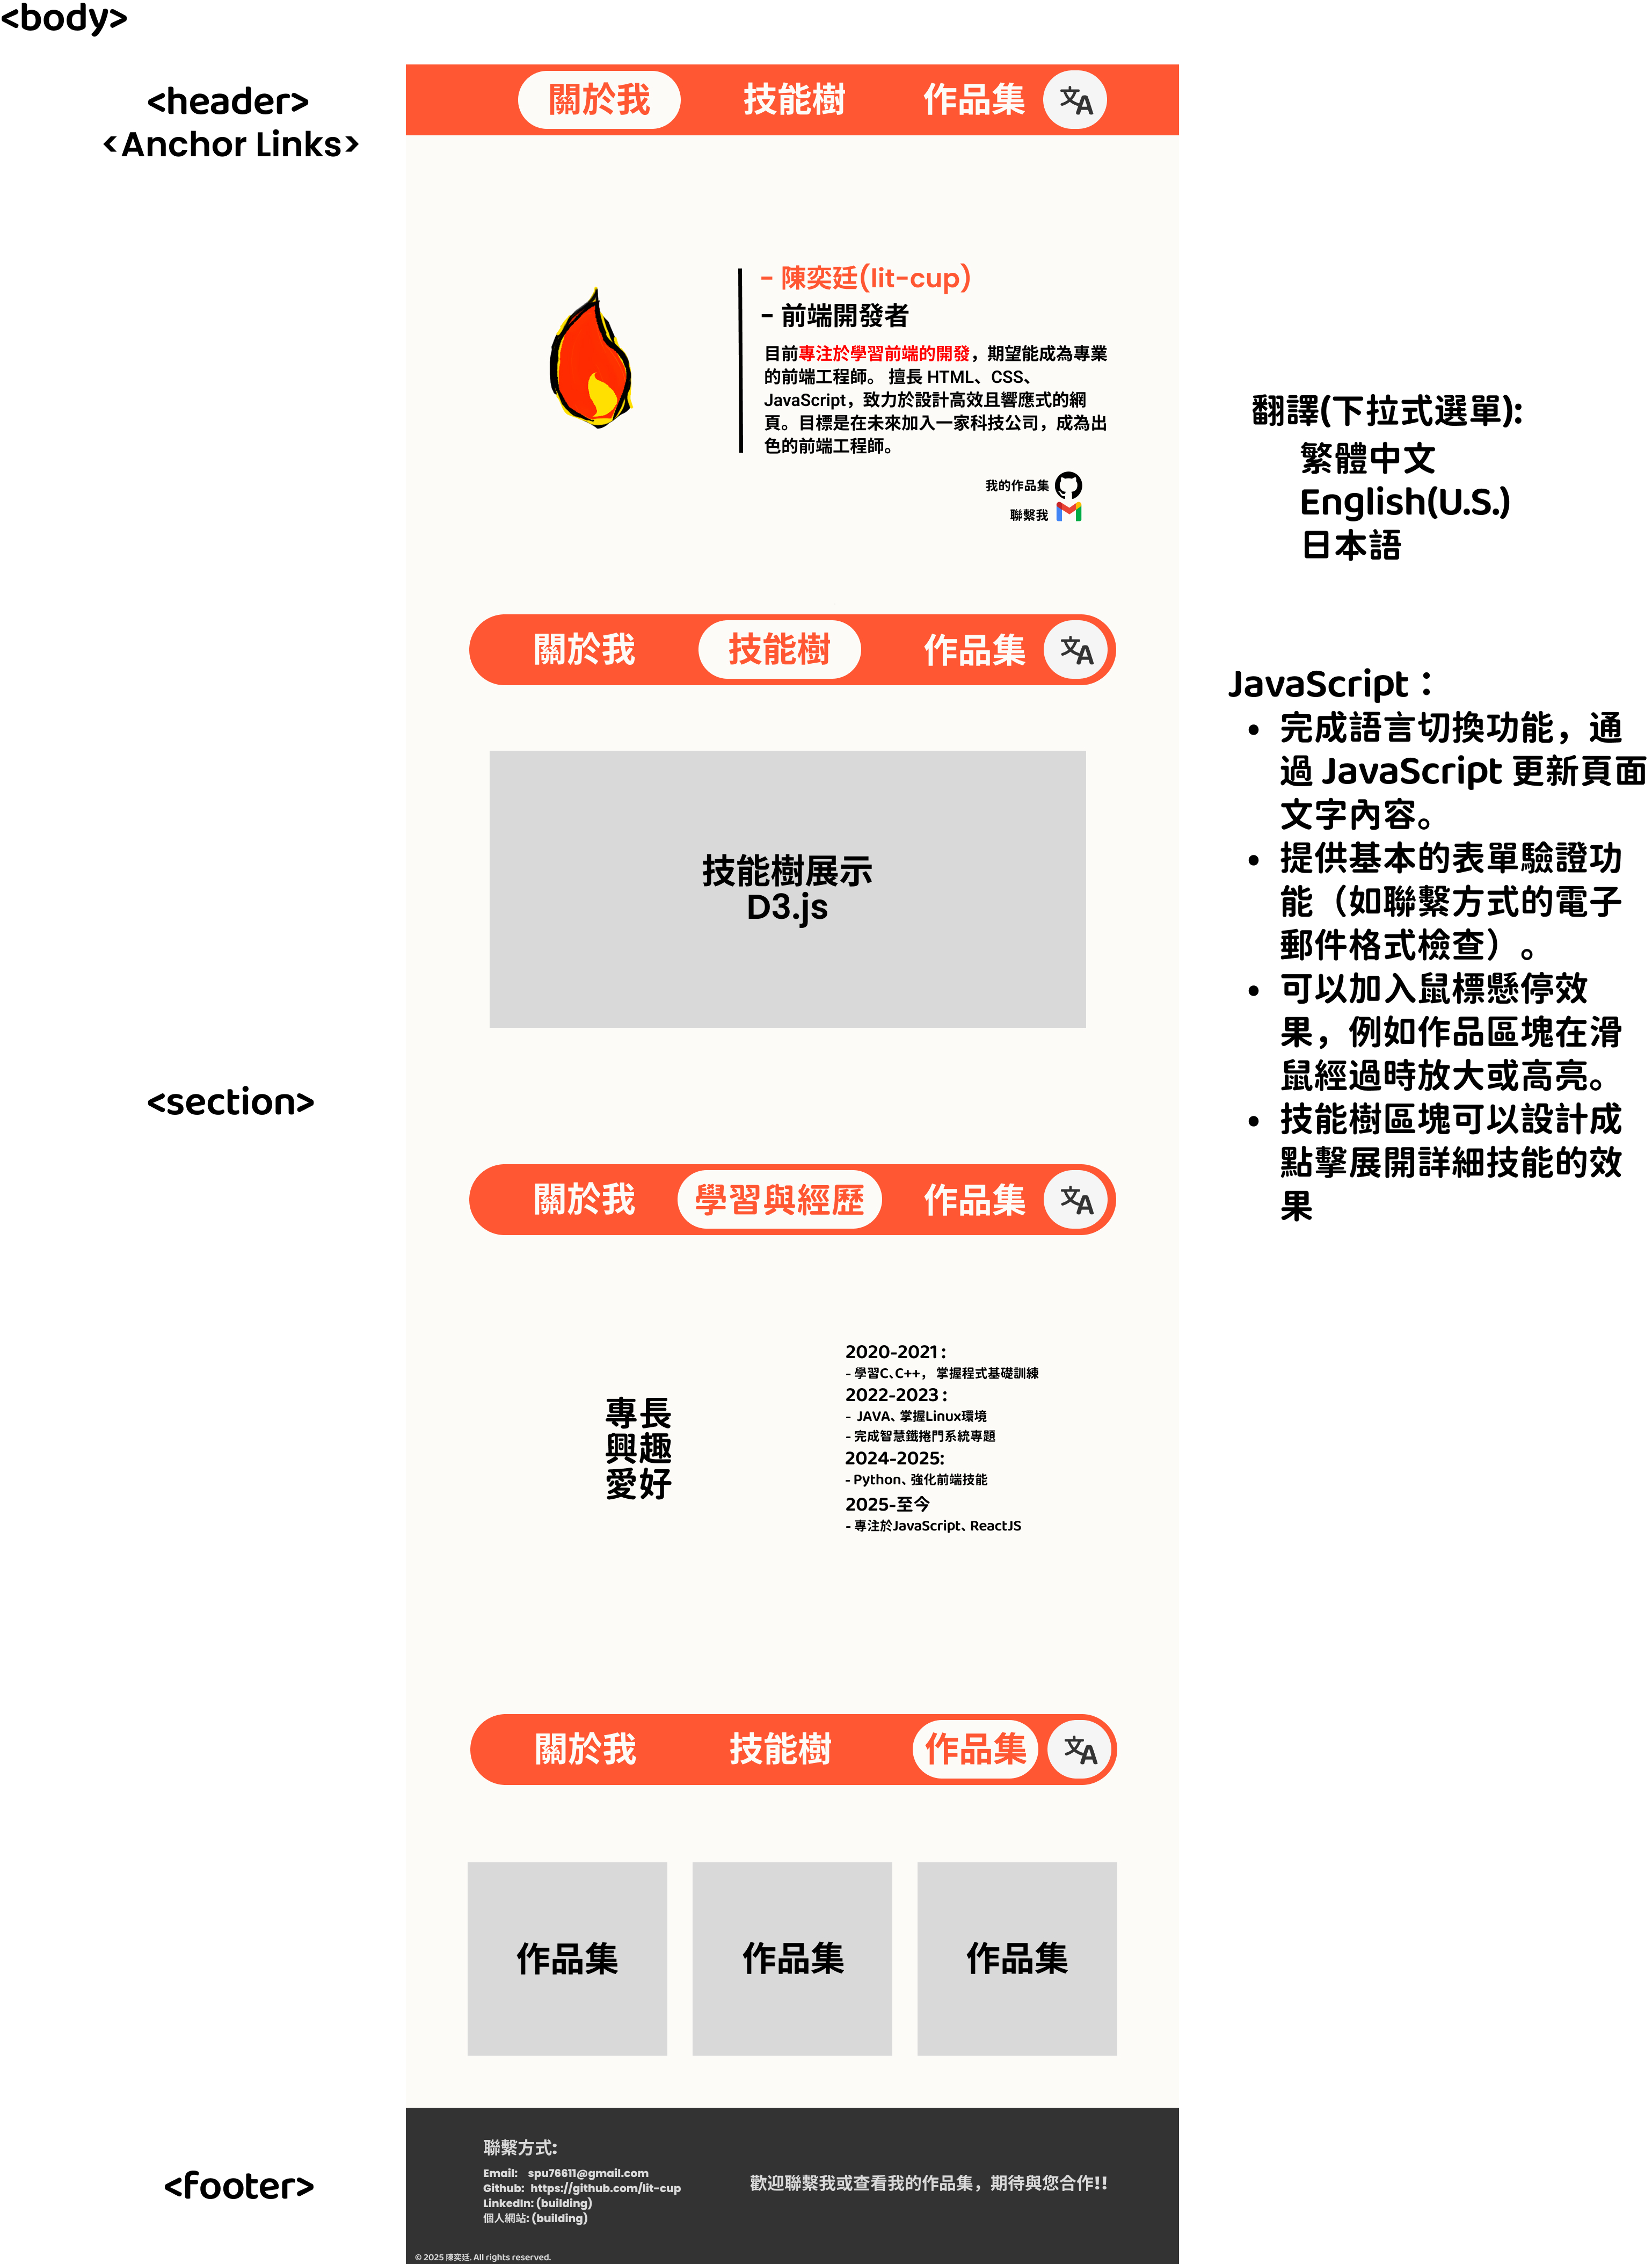 <body>
<header>
<Anchor Links>
關於我 技能樹 作品集 文A
- 陳奕廷(lit-cup)
- 前端開發者
目前專注於學習前端的開發，期望能成為專業
的前端工程師。 擅長 HTML、CSS、
JavaScript，致力於設計高效且響應式的網
頁。目標是在未來加入一家科技公司，成為出
色的前端工程師。
我的作品集
聯繫我
翻譯(下拉式選單):
繁體中文
English(U.S.)
日本語
關於我 技能樹 作品集 文A
技能樹展示
D3.js
JavaScript：
• 完成語言切換功能，通
過 JavaScript 更新頁面
文字內容。
• 提供基本的表單驗證功
能（如聯繫方式的電子
郵件格式檢查）。
• 可以加入鼠標懸停效
果，例如作品區塊在滑
鼠經過時放大或高亮。
• 技能樹區塊可以設計成
點擊展開詳細技能的效
果
<section>
關於我 學習與經歷 作品集 文A
專長
興趣
愛好
2020-2021 :
- 學習C、C++， 掌握程式基礎訓練
2022-2023 :
- JAVA、掌握Linux環境
- 完成智慧鐵捲門系統專題
2024-2025:
- Python、強化前端技能
2025-至今
- 專注於JavaScript、ReactJS
關於我 技能樹 作品集 文A
作品集 作品集 作品集
<footer>
聯繫方式:
Email: spu76611@gmail.com
Github: https://github.com/lit-cup
LinkedIn: (building)
個人網站: (building)
歡迎聯繫我或查看我的作品集，期待與您合作!!
© 2025 陳奕廷. All rights reserved.